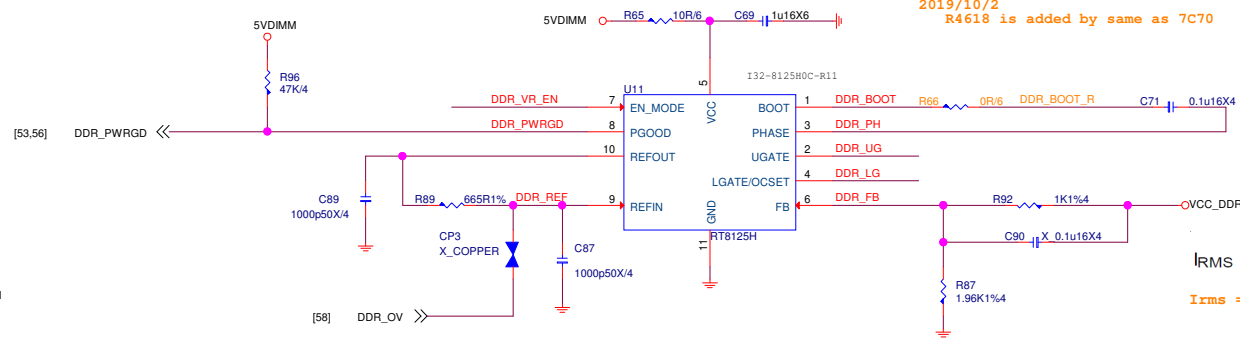 2019/10/2
R4618 is added by same as 7C70
5VDIMM
5VDIMM R65 10R/6 C69 1u16X6
R96
47K/4
I32-8125H0C-R11
U11
5
VCC
DDR_VR_EN 7 EN_MODE BOOT 1 DDR_BOOT R66 0R/6 DDR_BOOT_R C71 0.1u16X4
[53,56] DDR_PWRGD DDR_PWRGD 8 PGOOD PHASE 3 DDR_PH
10 REFOUT UGATE 2 DDR_UG
LGATE/OCSET 4 DDR_LG
C89
1000p50X/4
R89 665R1% DDR_REF 9 REFIN FB 6 DDR_FB R92 1K1%4 VCC_DDR
GND
11
RT8125H
CP3
X_COPPER
C87
1000p50X/4
C90 X_0.1u16X4
IRMS
R87
1.96K1%4
Irms =
[58] DDR_OV